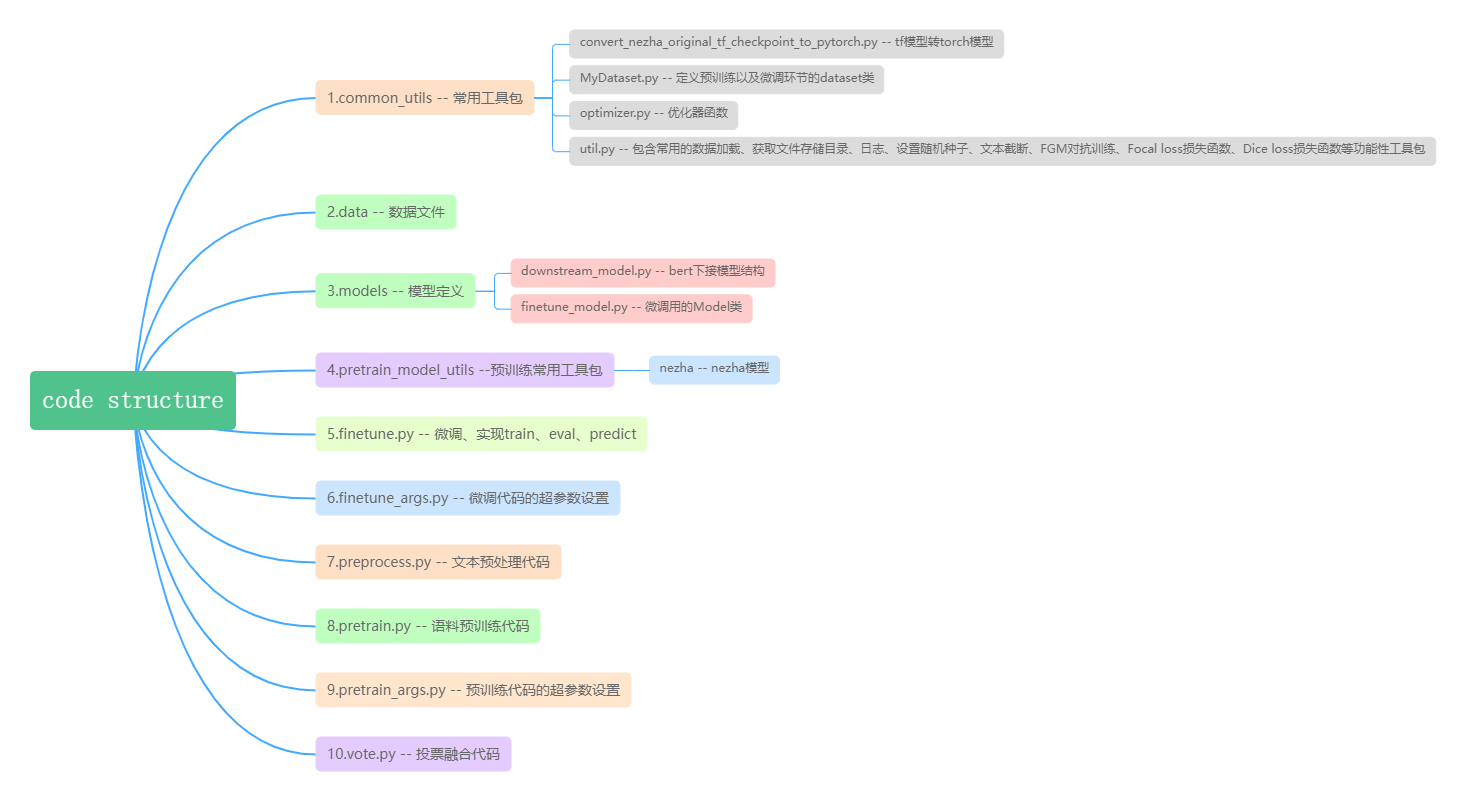 code structure
1.common_utils -- 常用工具包
convert_nezha_original_tf_checkpoint_to_pytorch.py -- tf模型转torch模型
MyDataset.py -- 定义预训练以及微调环节的dataset类
optimizer.py -- 优化器函数
util.py -- 包含常用的数据加载、获取文件存储目录、日志、设置随机种子、文本截断、FGM对抗训练、Focal loss损失函数、Dice loss损失函数等功能性工具包
2.data -- 数据文件
3.models -- 模型定义
downstream_model.py -- bert下接模型结构
finetune_model.py -- 微调用的Model类
4.pretrain_model_utils --预训练常用工具包
nezha -- nezha模型
5.finetune.py -- 微调、实现train、eval、predict
6.finetune_args.py -- 微调代码的超参数设置
7.preprocess.py -- 文本预处理代码
8.pretrain.py -- 语料预训练代码
9.pretrain_args.py -- 预训练代码的超参数设置
10.vote.py -- 投票融合代码